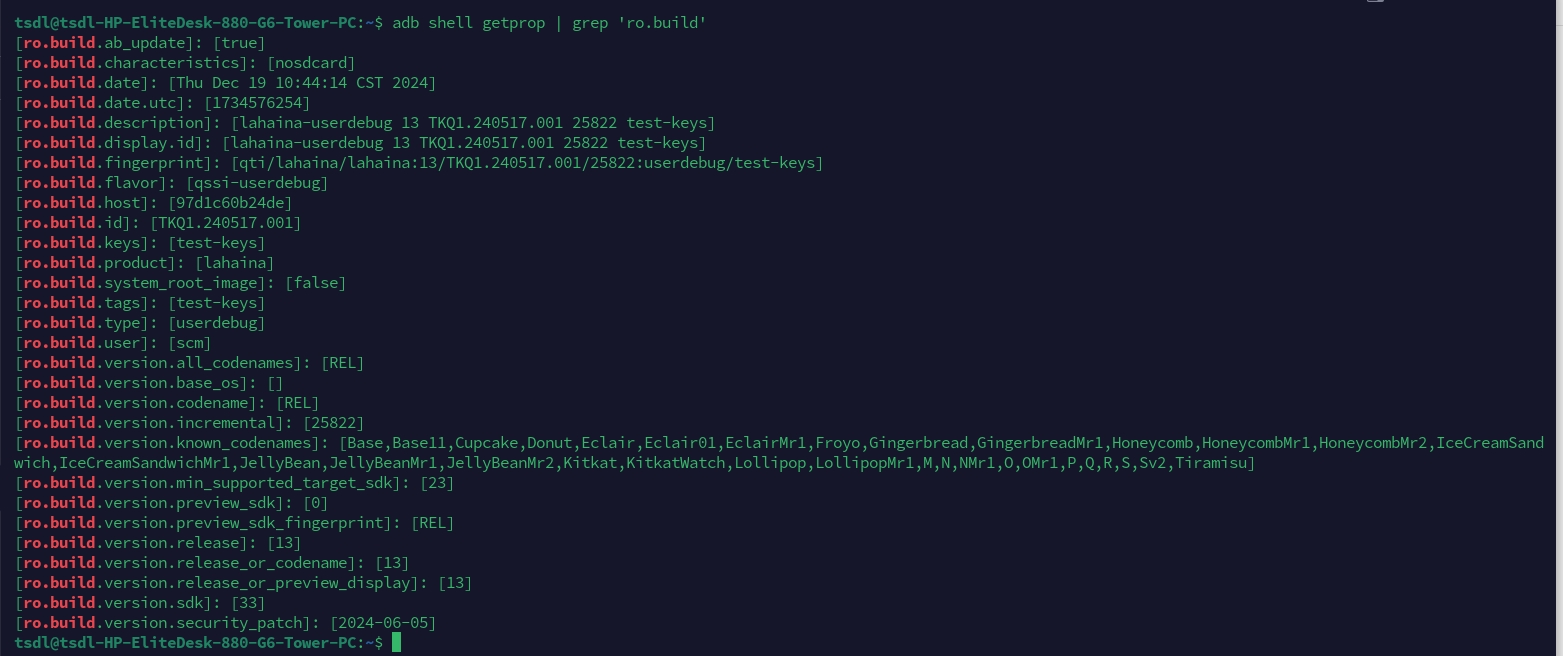 tsdl@tsdl-HP-EliteDesk-880-G6-Tower-PC:~$ adb shell getprop | grep 'ro.build'
[ro.build.ab_update]: [true]
[ro.build.characteristics]: [nosdcard]
[ro.build.date]: [Thu Dec 19 10:44:14 CST 2024]
[ro.build.date.utc]: [1734576254]
[ro.build.description]: [lahaina-userdebug 13 TKQ1.240517.001 25822 test-keys]
[ro.build.display.id]: [lahaina-userdebug 13 TKQ1.240517.001 25822 test-keys]
[ro.build.fingerprint]: [qti/lahaina/lahaina:13/TKQ1.240517.001/25822:userdebug/test-keys]
[ro.build.flavor]: [qssi-userdebug]
[ro.build.host]: [97d1c60b24de]
[ro.build.id]: [TKQ1.240517.001]
[ro.build.keys]: [test-keys]
[ro.build.product]: [lahaina]
[ro.build.system_root_image]: [false]
[ro.build.tags]: [test-keys]
[ro.build.type]: [userdebug]
[ro.build.user]: [scm]
[ro.build.version.all_codenames]: [REL]
[ro.build.version.base_os]: []
[ro.build.version.codename]: [REL]
[ro.build.version.incremental]: [25822]
[ro.build.version.known_codenames]: [Base,Base11,Cupcake,Donut,Eclair,Eclair01,EclairMr1,Froyo,Gingerbread,GingerbreadMr1,Honeycomb,HoneycombMr1,HoneycombMr2,IceCreamSand
wich,IceCreamSandwichMr1,JellyBean,JellyBeanMr1,JellyBeanMr2,Kitkat,KitkatWatch,Lollipop,LollipopMr1,M,N,NMr1,O,OMr1,P,Q,R,S,Sv2,Tiramisu]
[ro.build.version.min_supported_target_sdk]: [23]
[ro.build.version.preview_sdk]: [0]
[ro.build.version.preview_sdk_fingerprint]: [REL]
[ro.build.version.release]: [13]
[ro.build.version.release_or_codename]: [13]
[ro.build.version.release_or_preview_display]: [13]
[ro.build.version.sdk]: [33]
[ro.build.version.security_patch]: [2024-06-05]
tsdl@tsdl-HP-EliteDesk-880-G6-Tower-PC:~$